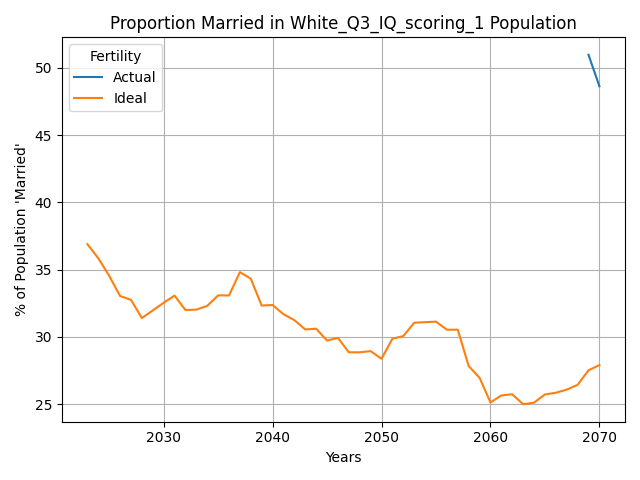 Proportion Married in White_Q3_IQ_scoring_1 Population
Fertility
Actual
Ideal
% of Population 'Married'
50
45
40
35
30
25
2030
2040
2050
2060
2070
Years